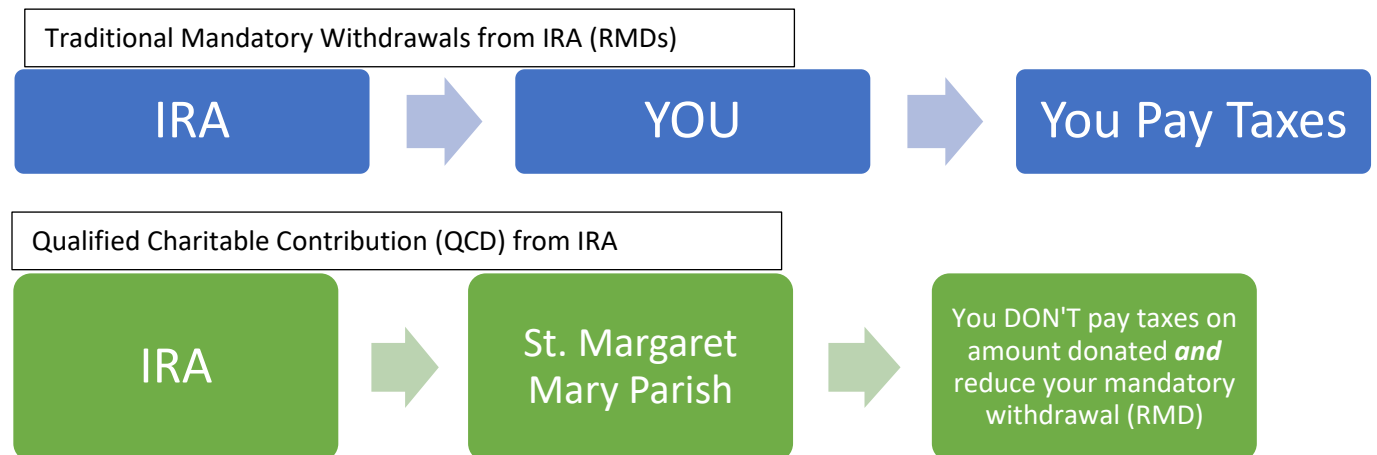 Traditional Mandatory Withdrawals from IRA (RMDs)
IRA
YOU
You Pay Taxes
Qualified Charitable Contribution (QCD) from IRA
IRA
St. Margaret
Mary Parish
You DON'T pay taxes on
amount donated and
reduce your mandatory
withdrawal (RMD)